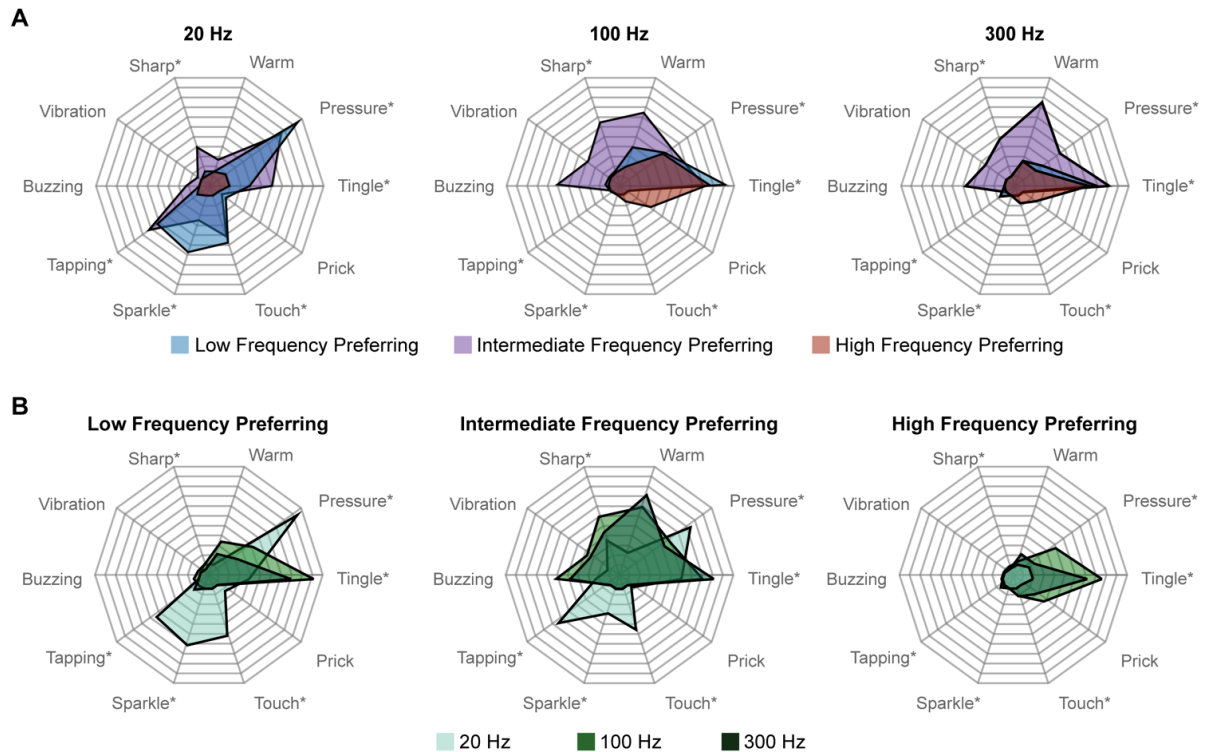 A
20 Hz
100 Hz
300 Hz
Sharp*
Warm
Vibration
Pressure*
Buzzing
Tingle*
Tapping*
Prick
Sparkle*
Touch*
Sharp*
Warm
Vibration
Pressure*
Buzzing
Tingle*
Tapping*
Prick
Sparkle*
Touch*
Sharp*
Warm
Vibration
Pressure*
Buzzing
Tingle*
Tapping*
Prick
Sparkle*
Touch*
Low Frequency Preferring
Intermediate Frequency Preferring
High Frequency Preferring
B
Low Frequency Preferring
Intermediate Frequency Preferring
High Frequency Preferring
Sharp*
Warm
Vibration
Pressure*
Buzzing
Tingle*
Tapping*
Prick
Sparkle*
Touch*
Sharp*
Warm
Vibration
Pressure*
Buzzing
Tingle*
Tapping*
Prick
Sparkle*
Touch*
Sharp*
Warm
Vibration
Pressure*
Buzzing
Tingle*
Tapping*
Prick
Sparkle*
Touch*
20 Hz
100 Hz
300 Hz